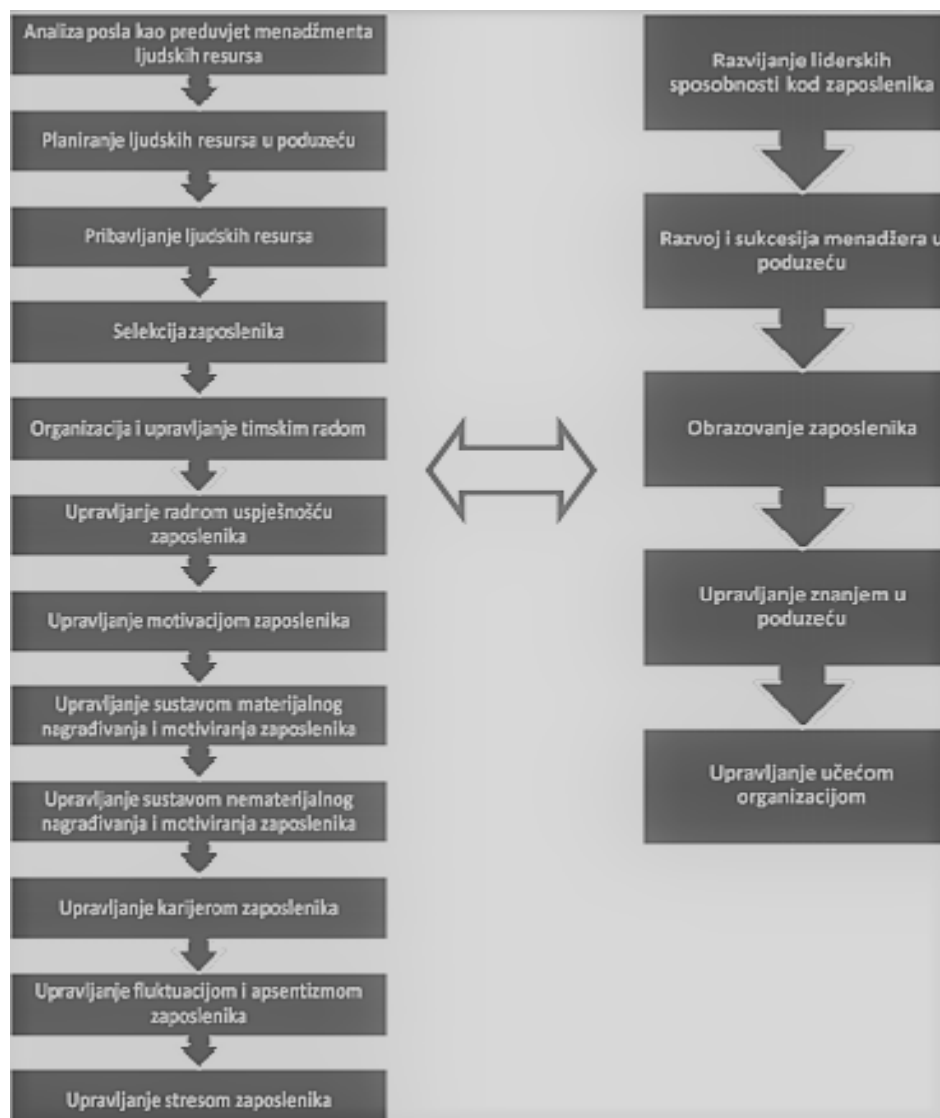 Analiza posla kao preduvjet menadžmenta
ljudskih resursa
Planiranje ljudskih resursa u poduzeću
Pribavljanje ljudskih resursa
Selekcija zaposlenika
Organizacija i upravljanje timskim radom
Upravljanje radnom uspješnošću
zaposlenika
Upravljanje motivacijom zaposlenika
Upravljanje sustavom materijalnog
nagrađivanja i motiviranja zaposlenika
Upravljanje sustavom nematerijalnog
nagrađivanja i motiviranja zaposlenika
Upravljanje karijerom zaposlenika
Upravljanje fluktuacijom i apsentizmom
zaposlenika
Upravljanje stresom zaposlenika
Razvijanje liderskih
sposobnosti kod zaposlenika
Razvoj i sukcesija menadžera u
poduzeću
Obrazovanje zaposlenika
Upravljanje znanjem u
poduzeću
Upravljanje učećom
organizacijom